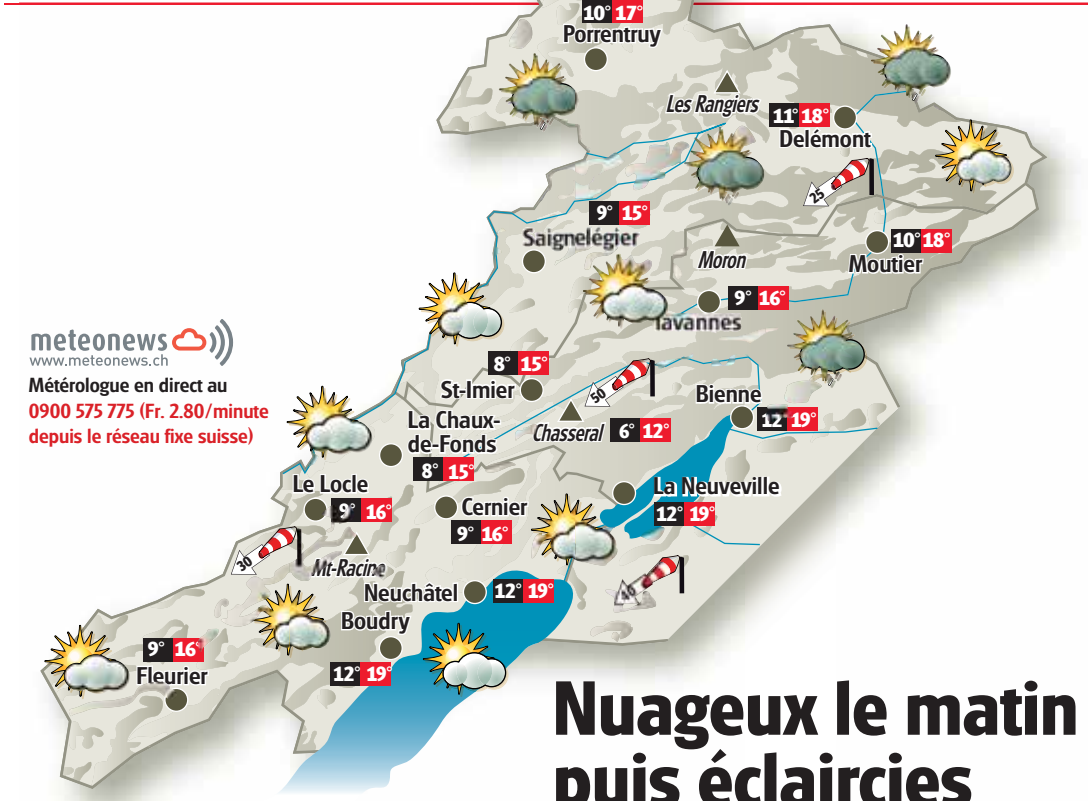 10° 17°
Porrentruy
Les Rangiers
11° 18°
Delémont
25
9° 15°
Saignelégier
Moron
10° 18°
Moutier
9° 16°
Tavannes
meteonews
www.meteonews.ch
Météorologue en direct au
0900 575 775 (Fr. 2.80/minute
depuis le réseau fixe suisse)
8° 15°
St-Imier
50
Chasseral 6° 12°
Bienne
12° 19°
La Chaux-
de-Fonds
8° 15°
Le Locle
9° 16°
Cernier
9° 16°
La Neuveville
12° 19°
30
Mt-Racine
40
Neuchâtel 12° 19°
Boudry
12° 19°
9° 16°
Fleurier
Nuageux le matin
puis éclaircies